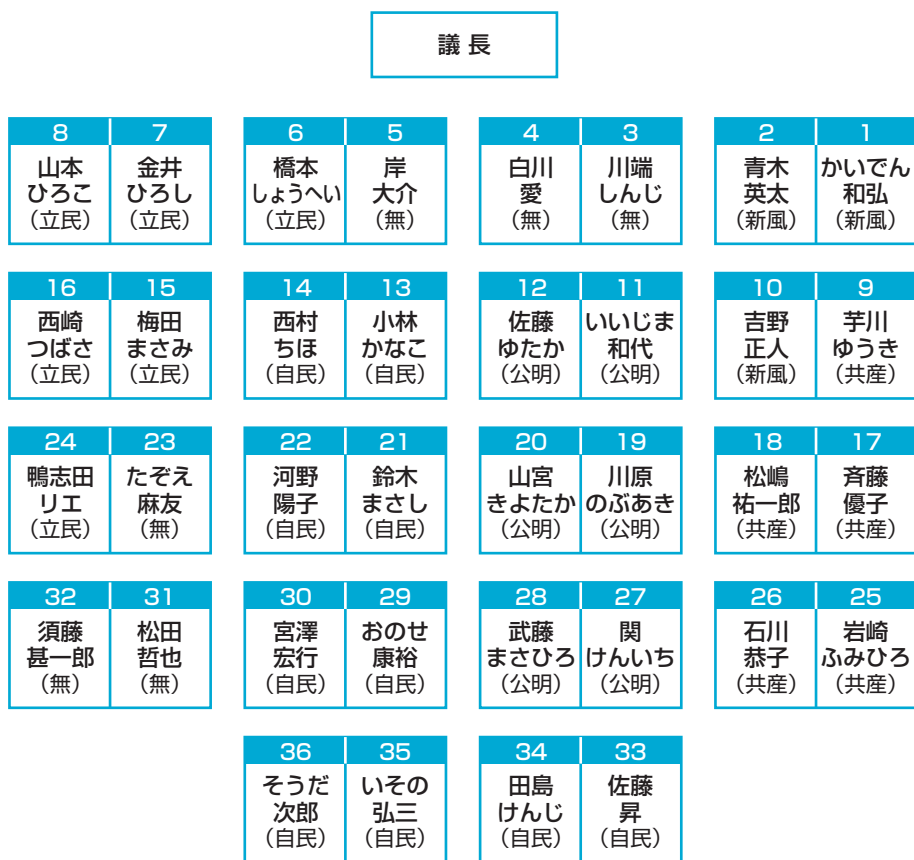 議 長
8 7 6 5 4 3 2 1
山本 金井 橋本 岸 白川 川端 青木 かいでん
ひろこ ひろし しょうへい 大介 愛 しんじ 英太 和弘
(立民) (立民) (立民) (無) (無) (無) (新風) (新風)
16 15 14 13 12 11 10 9
西崎 梅田 西村 小林 佐藤 いいじま 吉野 芋川
つばさ まさみ ちほ かなこ ゆたか 和代 正人 ゆうき
(立民) (立民) (自民) (自民) (公明) (公明) (新風) (共産)
24 23 22 21 20 19 18 17
鴨志田 たぞえ 河野 鈴木 山宮 川原 松嶋 斉藤
リエ 麻友 陽子 まさし きよたか のぶあき 祐一郎 優子
(立民) (無) (自民) (自民) (公明) (公明) (共産) (共産)
32 31 30 29 28 27 26 25
須藤 松田 宮澤 おのせ 武藤 関 石川 岩崎
甚一郎 哲也 宏行 康裕 まさひろ けんいち 恭子 ふみひろ
(無) (無) (自民) (自民) (公明) (公明) (共産) (共産)
36 35 34 33
そうだ いその 田島 佐藤
次郎 弘三 けんじ 昇
(自民) (自民) (自民) (自民)